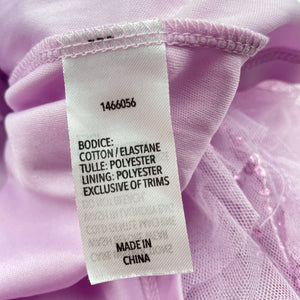 1466056
BODICE:
COTTON / ELASTANE
TULLE: POLYESTER
LINING: POLYESTER
EXCLUSIVE OF TRIMS
MADE IN
CHINA